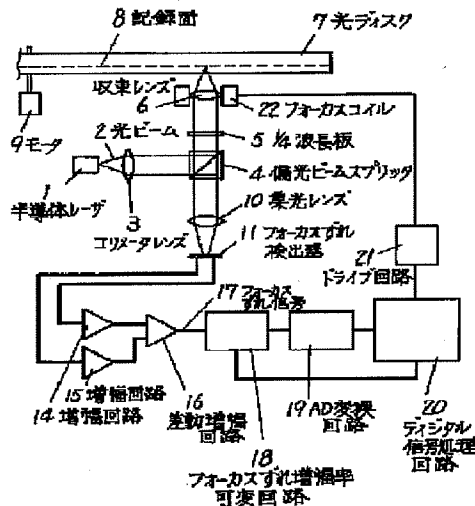 8 記録面
7 光ディスク
収束レンズ
6
22 フォーカスコイル
9 モータ
2 光ビーム
5 ¼波長板
4 偏光ビームスプリッタ
1
半導体レーザ
3
コリメータレンズ
10 集光レンズ
11 フォーカスずれ
検出器
21
ドライブ回路
17 フォーカス
ずれ信号
15 増幅回路
14 増幅回路
16
差動増幅
回路
18
フォーカスずれ増幅率
可変回路
19 AD変換
回路
20
ディジタル
信号処理
回路